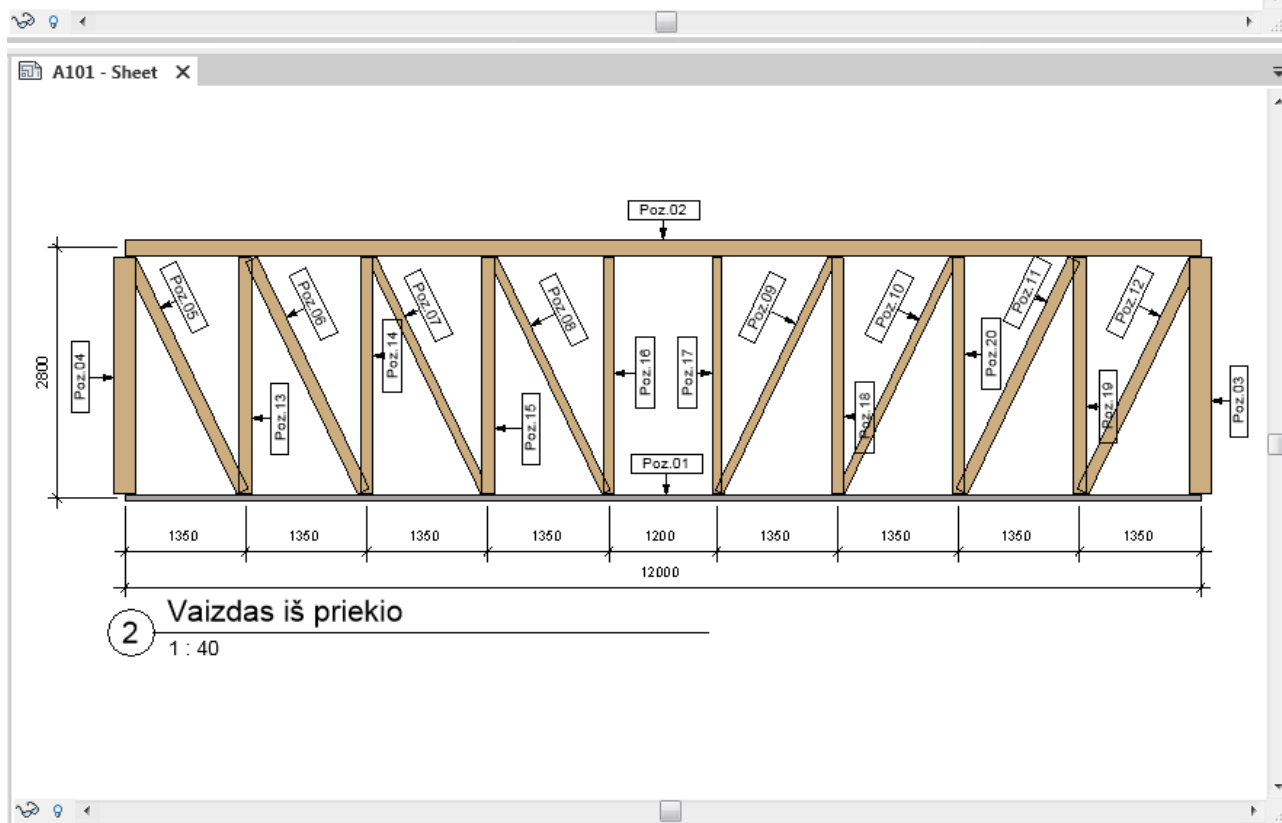 A101 - Sheet X
Poz.02
Poz.05
Poz.06
Poz.07
Poz.08
Poz.09
Poz.10
Poz.11
Poz.12
2800
Poz.04
Poz.13
Poz.14
Poz.15
Poz.16
Poz.17
Poz.18
Poz.20
Poz.19
Poz.03
Poz.01
1350 1350 1350 1350 1200 1350 1350 1350 1350
12000
2 Vaizdas iš priekio
1 : 40